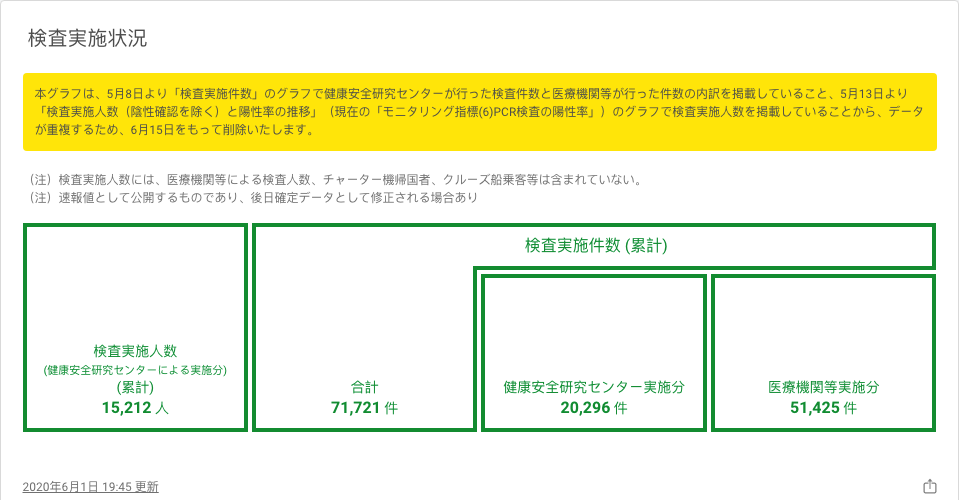 検査実施状況
本グラフは、5月8日より「検査実施件数」のグラフで健康安全研究センターが行った検査件数と医療機関等が行った件数の内訳を掲載していること、5月13日より
「検査実施人数（陰性確認を除く）と陽性率の推移」（現在の「モニタリング指標(6)PCR検査の陽性率」）のグラフで検査実施人数を掲載していることから、データ
が重複するため、6月15日をもって削除いたします。
（注）検査実施人数には、医療機関等による検査人数、チャーター機帰国者、クルーズ船乗客等は含まれていない。
（注）速報値として公開するものであり、後日確定データとして修正される場合あり
検査実施件数 (累計)
検査実施人数
(健康安全研究センターによる実施分)
(累計)
15,212 人
合計
71,721 件
健康安全研究センター実施分
20,296 件
医療機関等実施分
51,425 件
2020年6月1日 19:45 更新